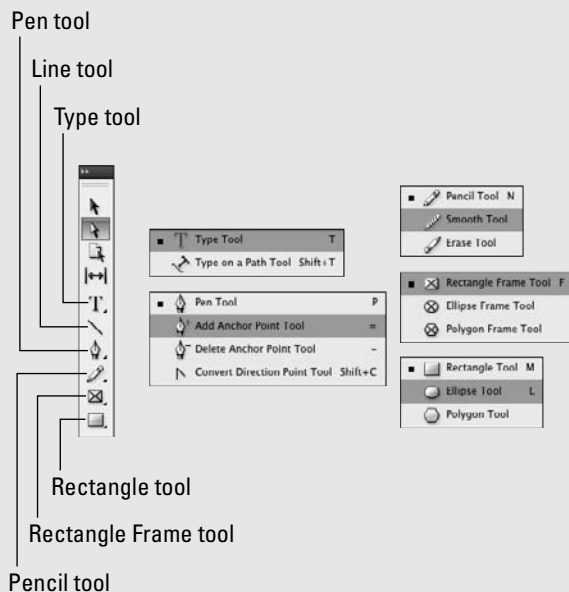 Pen tool
Line tool
Type tool
Type Tool T
Type on a Path Tool Shift+T
Pen Tool P
Add Anchor Point Tool =
Delete Anchor Point Tool -
Convert Direction Point Tool Shift+C
Pencil Tool N
Smooth Tool
Erase Tool
Rectangle Frame Tool F
Ellipse Frame Tool
Polygon Frame Tool
Rectangle Tool M
Ellipse Tool L
Polygon Tool
Rectangle tool
Rectangle Frame tool
Pencil tool